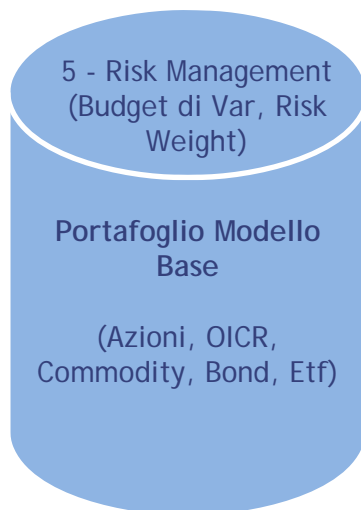 5 - Risk Management
(Budget di Var, Risk
Weight)
Portafoglio Modello
Base
(Azioni, OICR,
Commodity, Bond, Etf)